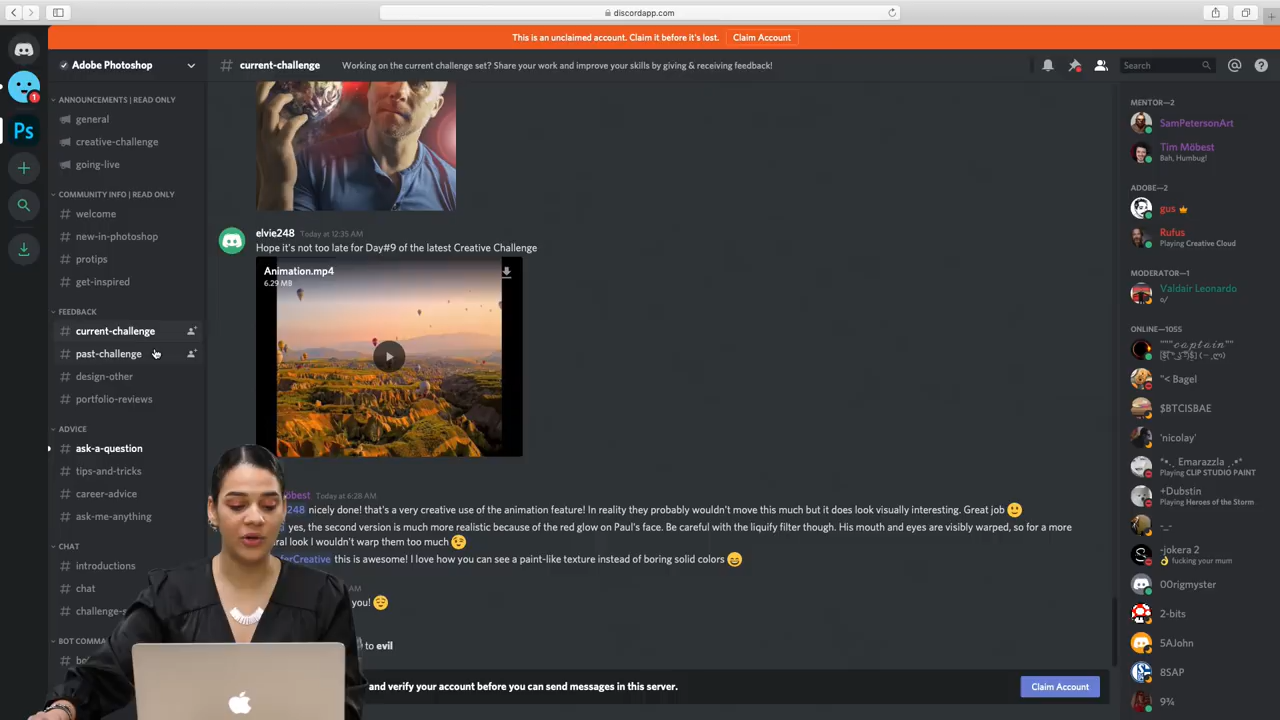 discordapp.com
This is an unclaimed account. Claim it before it's lost. Claim Account
Adobe Photoshop
# current-challenge Working on the current challenge set? Share your work and improve your skills by giving & receiving feedback!
Search
1
Ps
ANNOUNCEMENTS | READ ONLY
general
creative-challenge
going-live
COMMUNITY INFO | READ ONLY
# welcome
# new-in-photoshop
# protips
# get-inspired
FEEDBACK
# current-challenge
# past-challenge
# design-other
# portfolio-reviews
ADVICE
# ask-a-question
# tips-and-tricks
# career-advice
# ask-me-anything
CHAT
# introductions
# chat
# challenge-
BOT COMMA
elvie248 Today at 12:35 AM
Hope it's not too late for Day#9 of the latest Creative Challenge
Animation.mp4
6.29 MB
Today at 6:28 AM
248 nicely done! that's a very creative use of the animation feature! In reality they probably wouldn't move this much but it does look visually interesting. Great job
yes, the second version is much more realistic because of the red glow on Paul's face. Be careful with the liquify filter though. His mouth and eyes are visibly warped, so for a more
look I wouldn't warp them too much
this is awesome! I love how you can see a paint-like texture instead of boring solid colors
AM
you!
to evil
and verify your account before you can send messages in this server.
Claim Account
MENTOR—2
SamPetersonArt
Tim Möbest
Bah, Humbug!
ADOBE—2
gus
Rufus
Playing Creative Cloud
MODERATOR—1
Valdair Leonardo
o/
ONLINE—1055
"< Bagel
$BTCISBAE
'nicolay'
Emarazzla
Playing CLIP STUDIO PAINT
+Dubstin
Playing Heroes of the Storm
-_-
-jokera 2
fucking your mum
00rigmyster
2-bits
5AJohn
8SAP
9¾